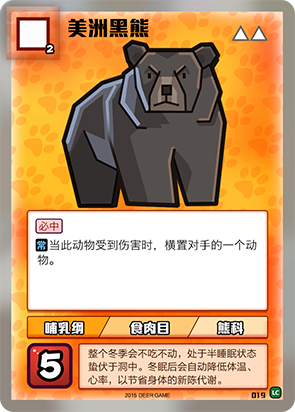 美洲黑熊
2
必中
常 当此动物受到伤害时，横置对手的一个动
物。
哺乳纲 / 食肉目 / 熊科
5
整个冬季会不吃不动，处于半睡眠状态
蛰伏于洞中。冬眠后会自动降低体温、
心率，以节省身体的新陈代谢。
2015 DEER GAME
019 LC